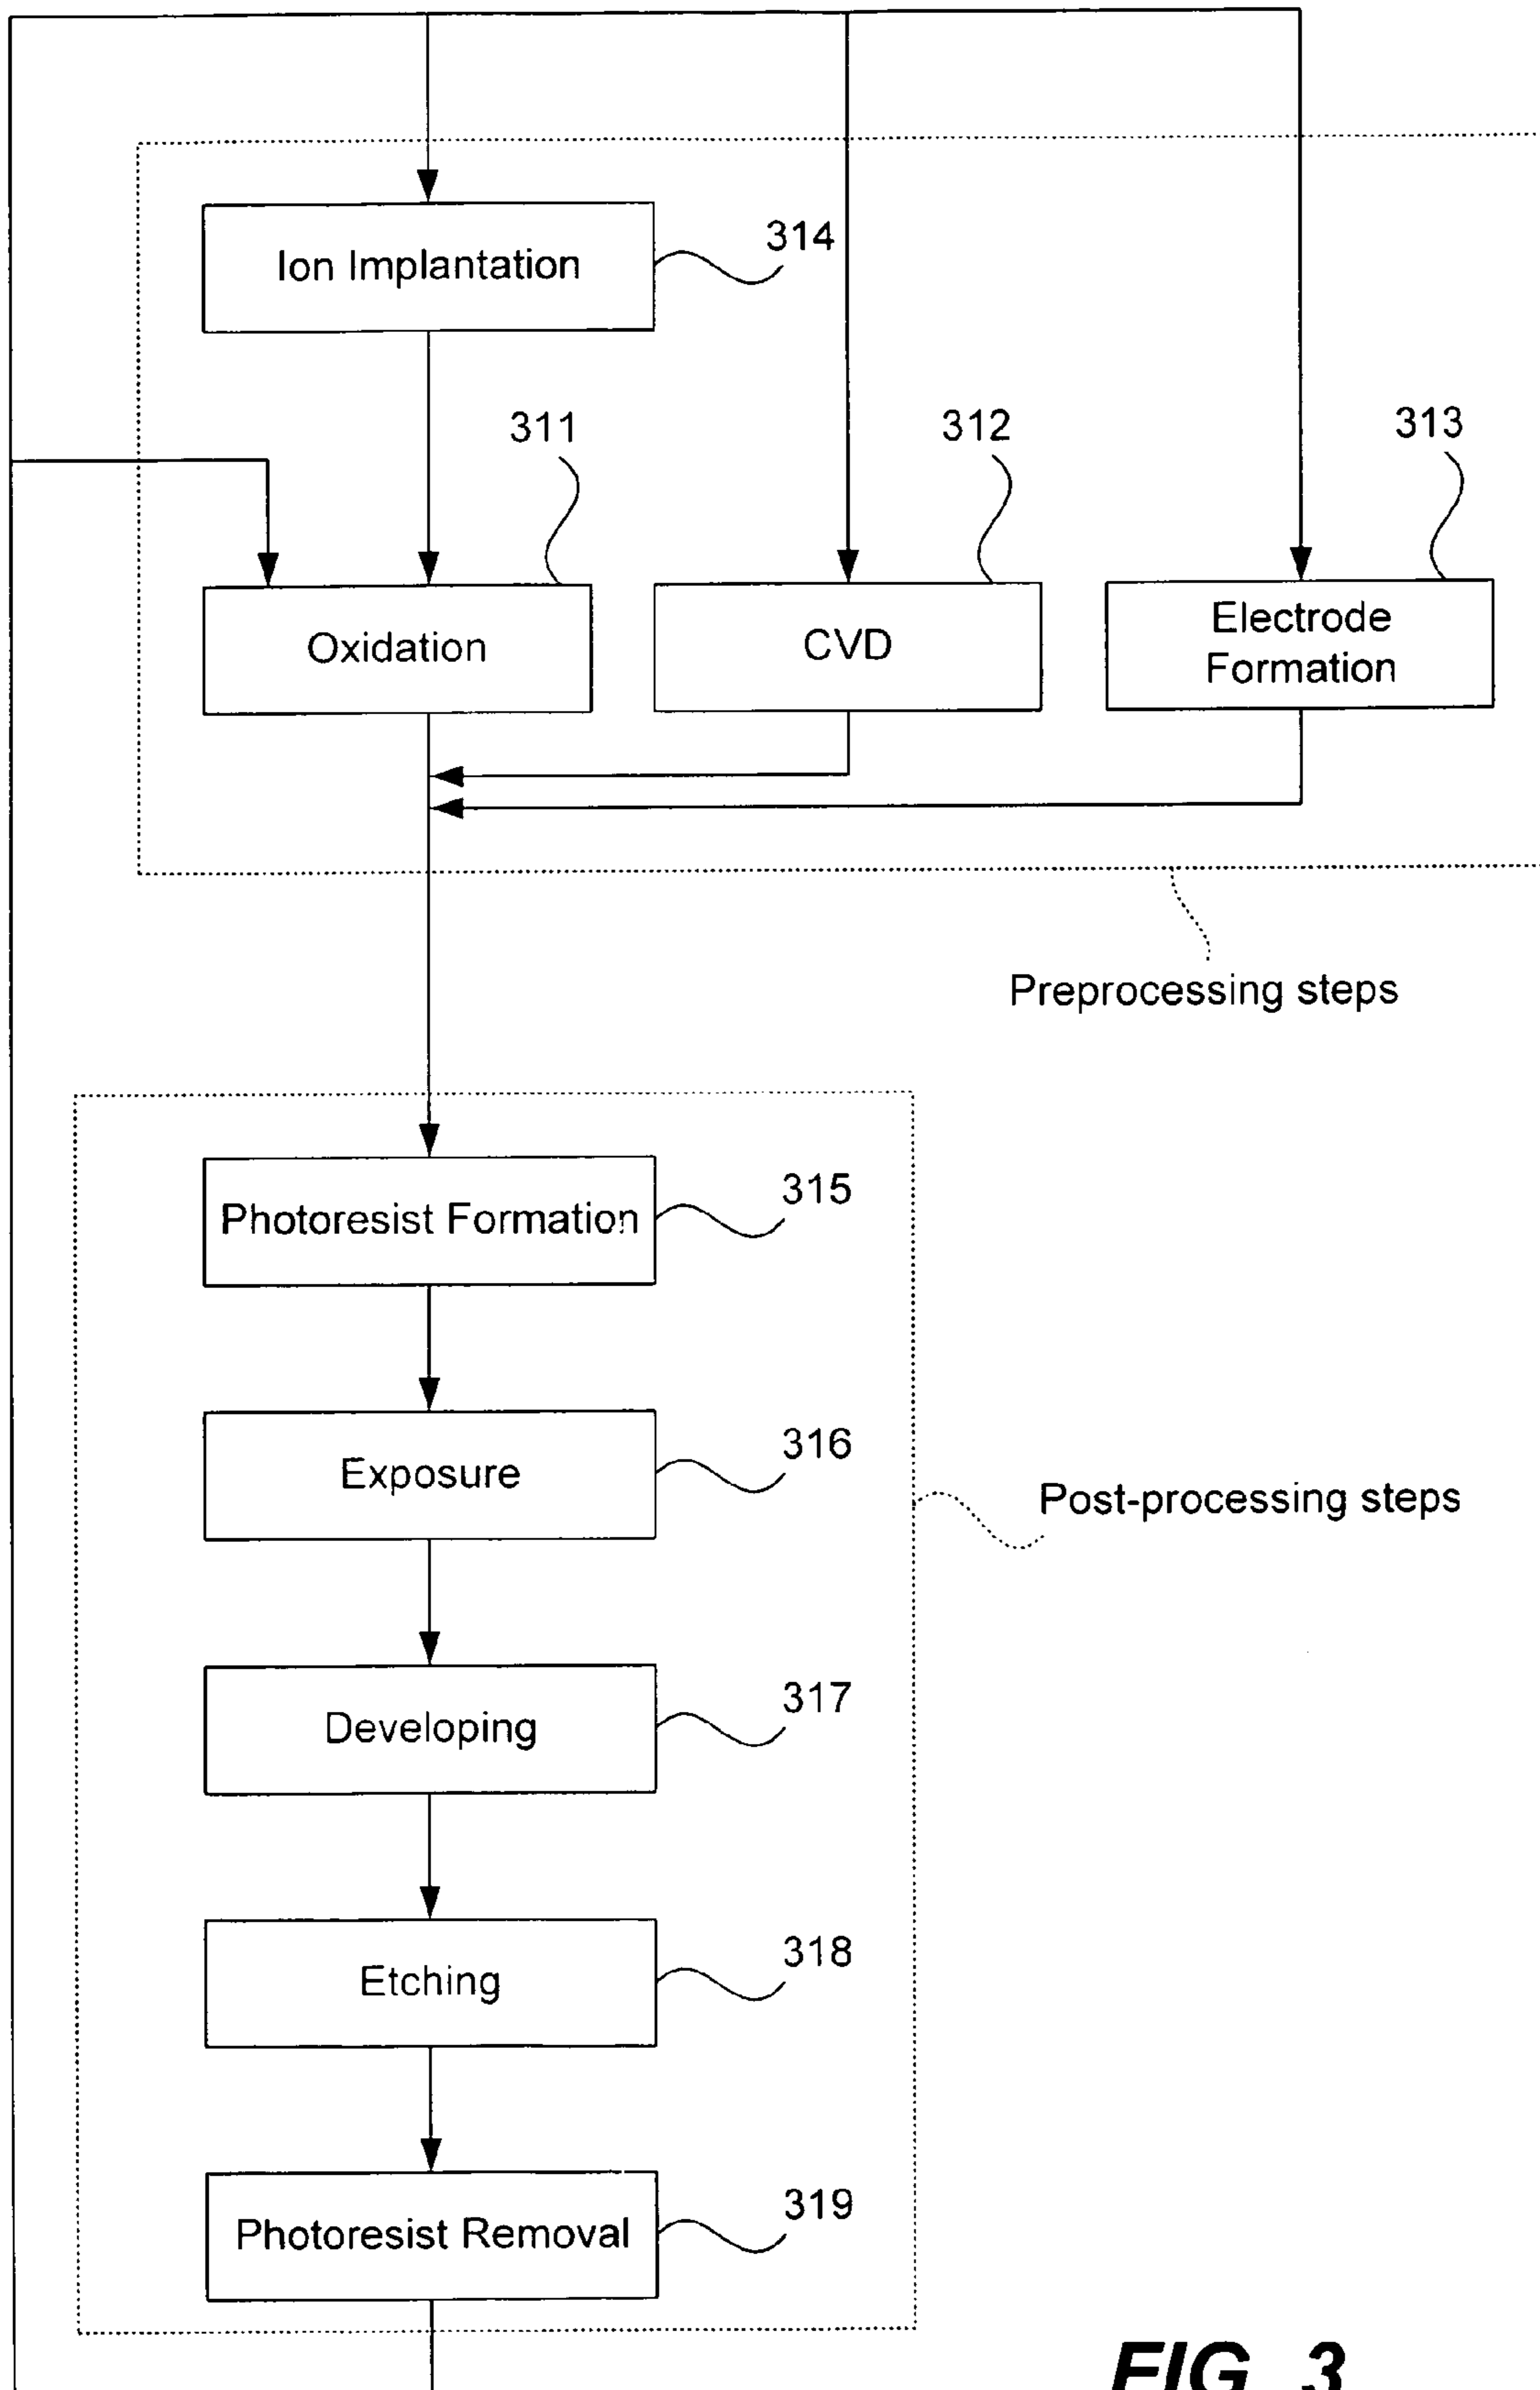 314
Ion Implantation
311
312
313
Oxidation
CVD
Electrode
Formation
Preprocessing steps
315
Photoresist Formation
316
Exposure
Post-processing steps
317
Developing
318
Etching
319
Photoresist Removal
FIG. 3